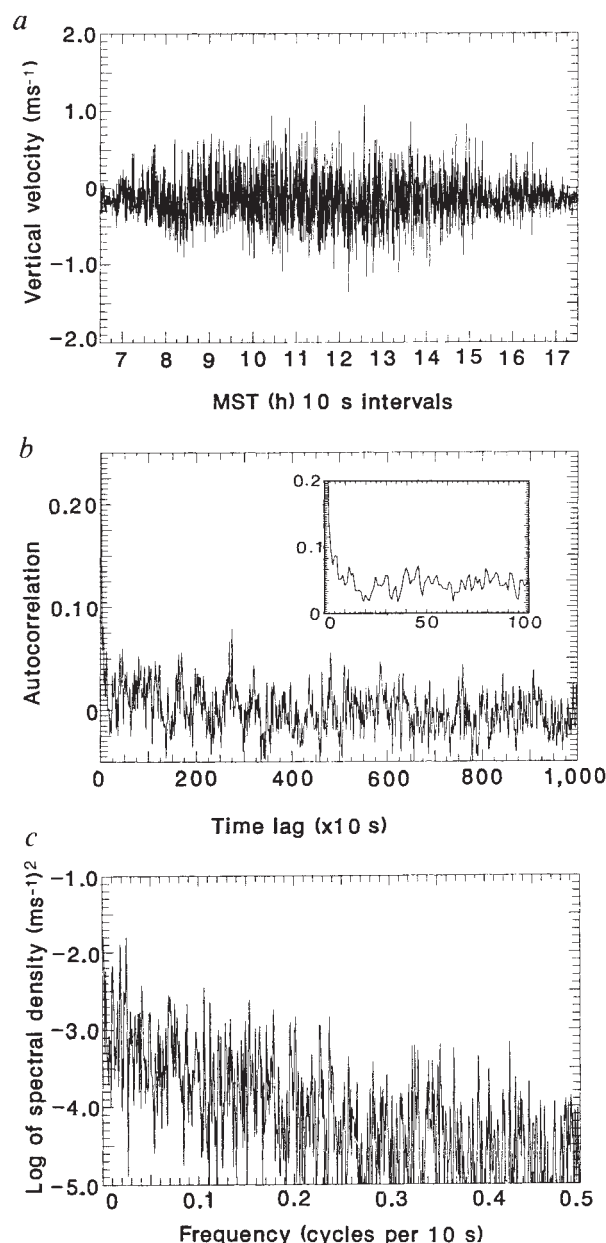 a
Vertical velocity (ms⁻¹)
2.0
1.0
0
−1.0
−2.0
7 8 9 10 11 12 13 14 15 16 17
MST (h) 10 s intervals
b
Autocorrelation
0.20
0.10
0
0.2
0.1
0
0 50 100
0 200 400 600 800 1,000
Time lag (x10 s)
c
Log of spectral density (ms⁻¹)²
-1.0
-2.0
-3.0
-4.0
-5.0
0 0.1 0.2 0.3 0.4 0.5
Frequency (cycles per 10 s)